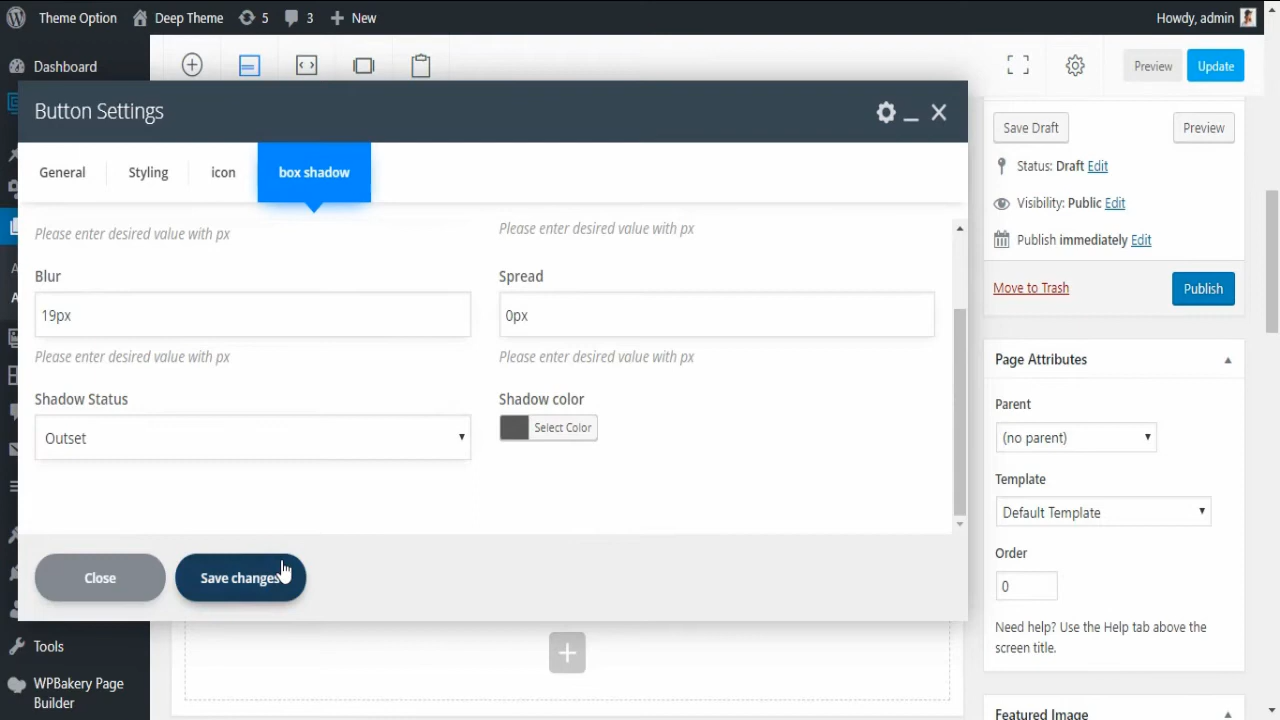 Theme Option
Deep Theme
5
3
New
Howdy, admin
Dashboard
Preview
Update
Button Settings
General
Styling
icon
box shadow
Please enter desired value with px
Please enter desired value with px
Blur
Spread
19px
0px
Please enter desired value with px
Please enter desired value with px
Shadow Status
Shadow color
Outset
Select Color
Close
Save changes
Save Draft
Preview
Status: Draft Edit
Visibility: Public Edit
Publish immediately Edit
Move to Trash
Publish
Page Attributes
Parent
(no parent)
Template
Default Template
Order
0
Need help? Use the Help tab above the
screen title.
Featured Image
Tools
WPBakery Page
Builder